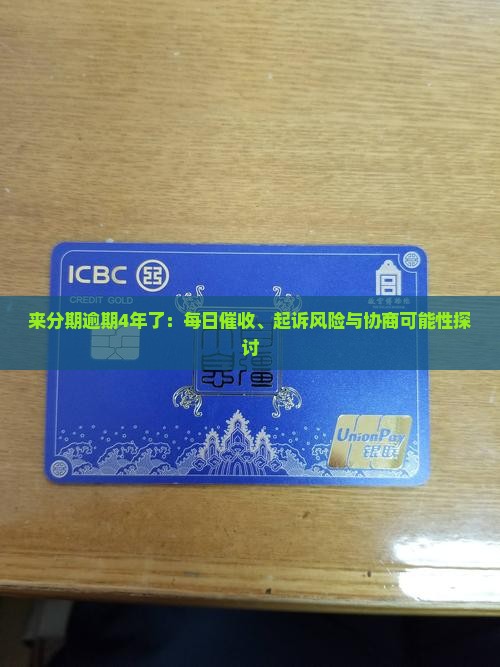 ICBC
CREDIT GOLD
来分期逾期4年了：每日催收、起诉风险与协商可能性探
讨
UnionPay
银联